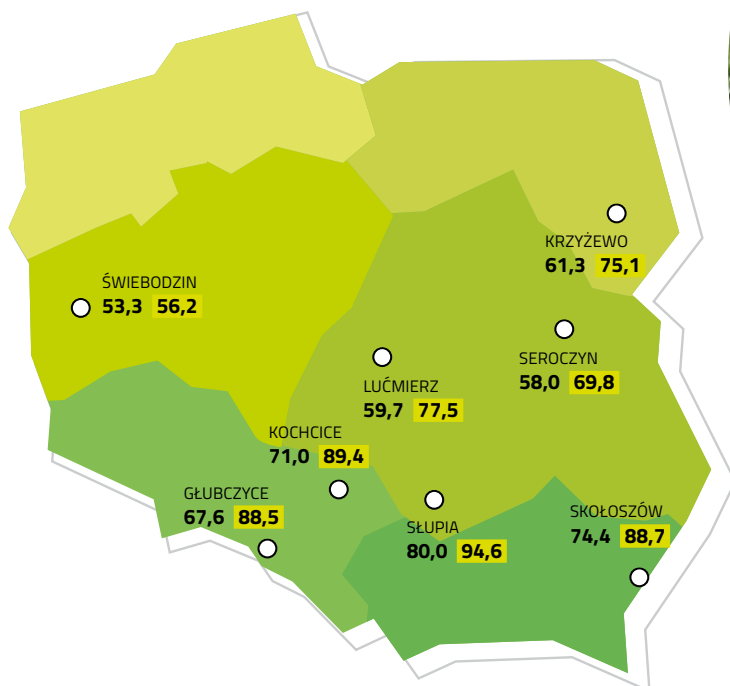 KRZYŻEWO
61,3 75,1
ŚWIEBODZIN
53,3 56,2
SEROCZYN
58,0 69,8
LUĆMIERZ
59,7 77,5
KOCHCICE
71,0 89,4
GŁUBCZYCE
67,6 88,5
SŁUPIA
80,0 94,6
SKOŁOSZÓW
74,4 88,7